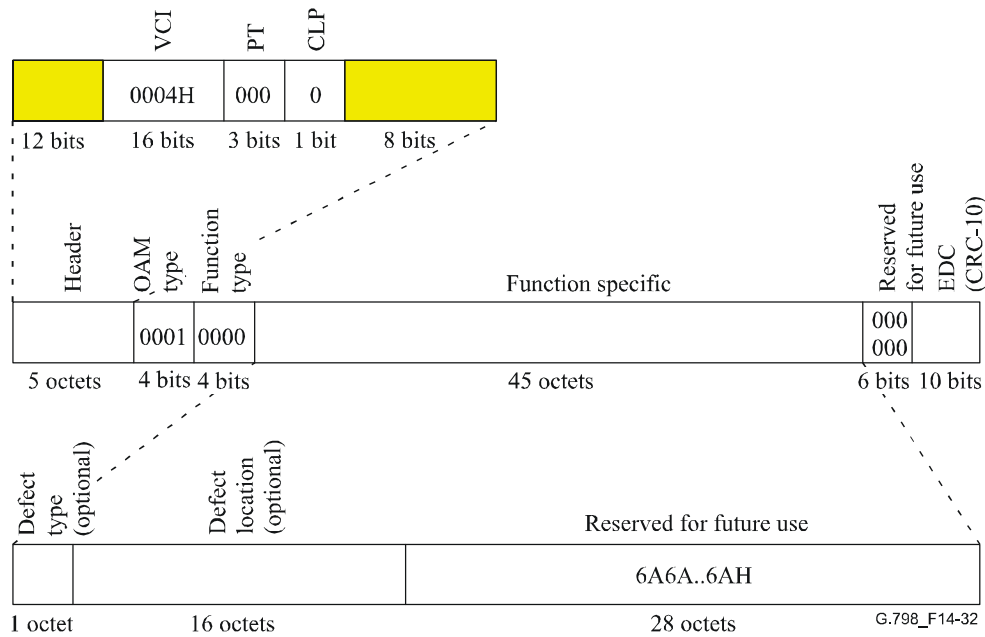 VCI
PT
CLP
0004H
000
0
12 bits
16 bits
3 bits
1 bit
8 bits
Header
OAM
type
Function
type
Function specific
Reserved
for future use
EDC
(CRC-10)
0001
0000
000
000
5 octets
4 bits
4 bits
45 octets
6 bits
10 bits
Defect
type
(optional)
Defect
location
(optional)
Reserved for future use
6A6A..6AH
1 octet
16 octets
28 octets
G.798_F14-32